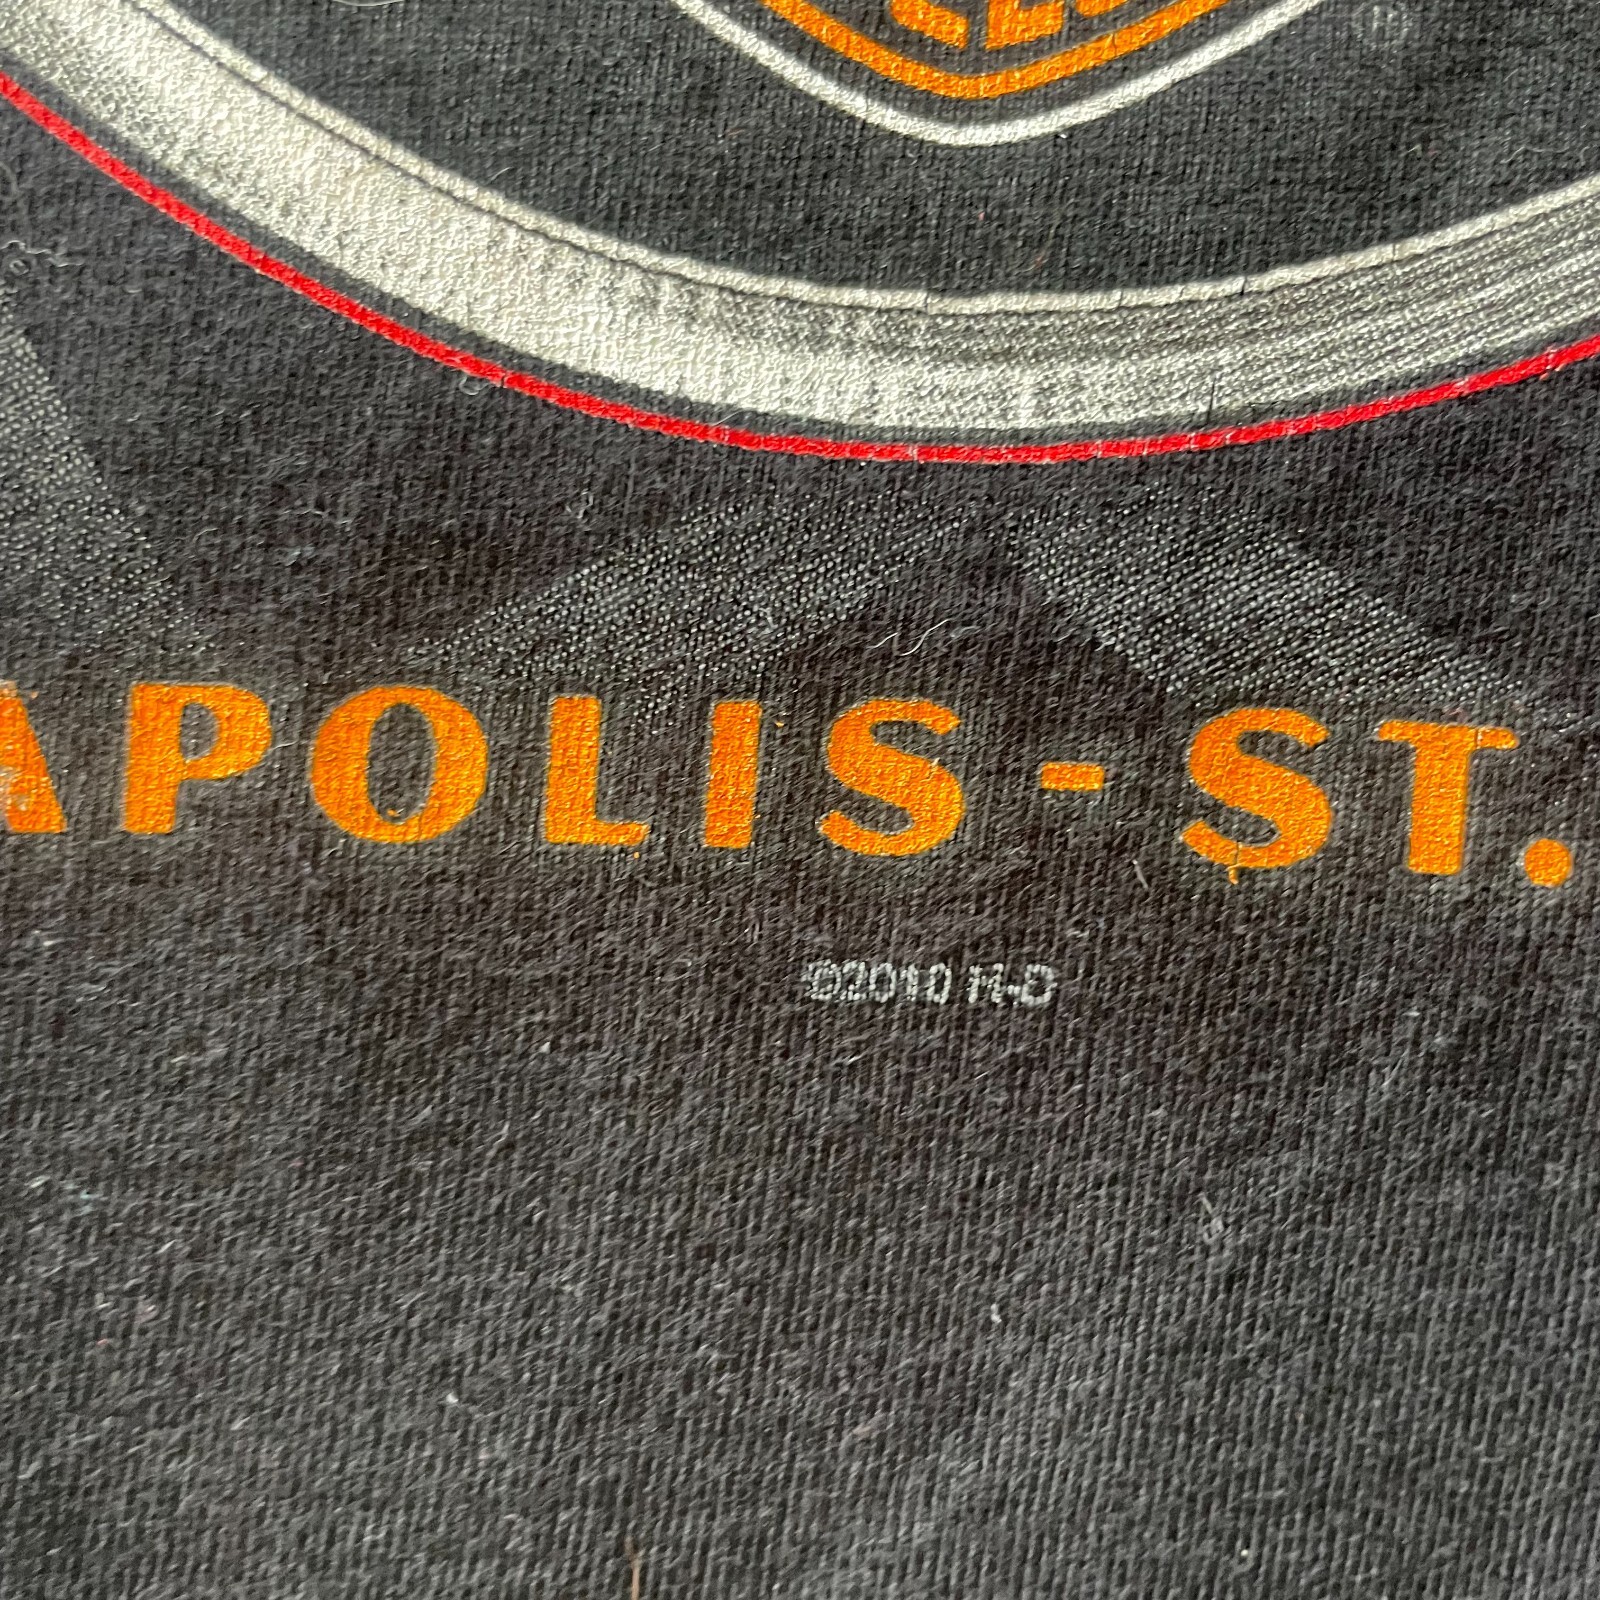 APOLIS - ST.
©2010 H-D